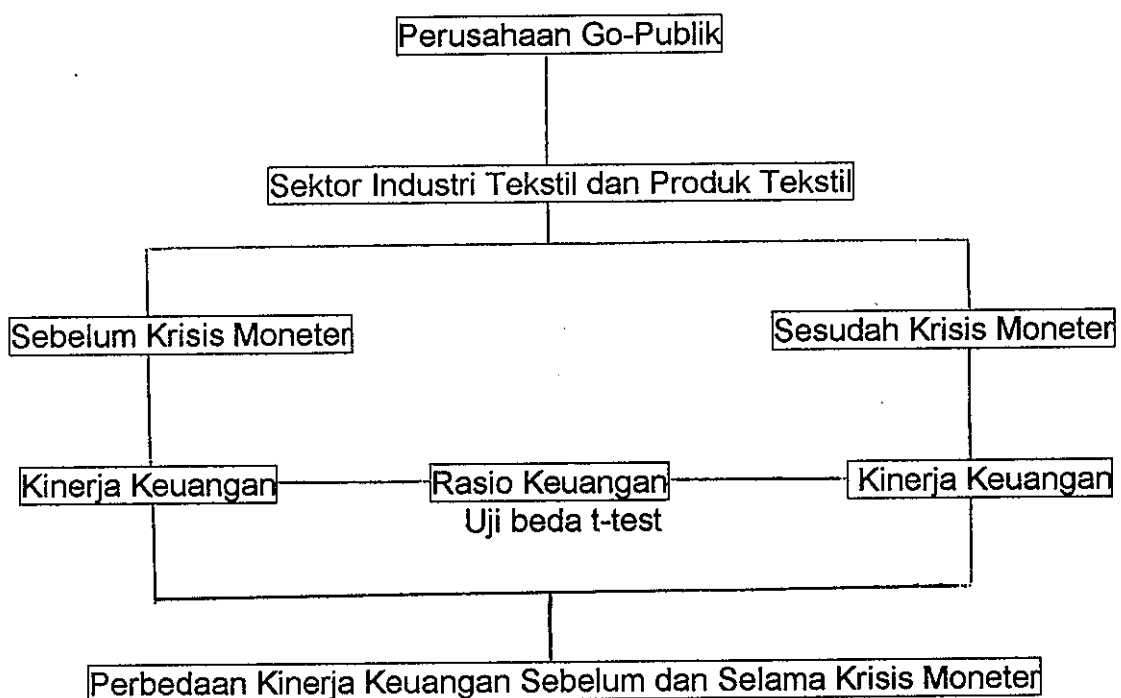 Perusahaan Go-Publik
Sektor Industri Tekstil dan Produk Tekstil
Sebelum Krisis Moneter
Sesudah Krisis Moneter
Kinerja Keuangan
Rasio Keuangan
Kinerja Keuangan
Uji beda t-test
Perbedaan Kinerja Keuangan Sebelum dan Selama Krisis Moneter